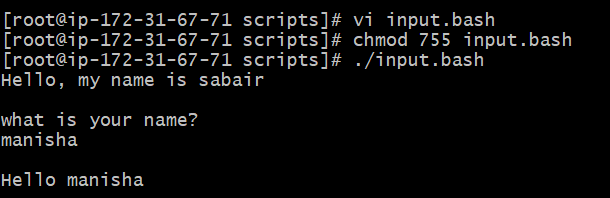 [root@ip-172-31-67-71 scripts]# vi input.bash
[root@ip-172-31-67-71 scripts]# chmod 755 input.bash
[root@ip-172-31-67-71 scripts]# ./input.bash
Hello, my name is sabair
what is your name?
manisha
Hello manisha